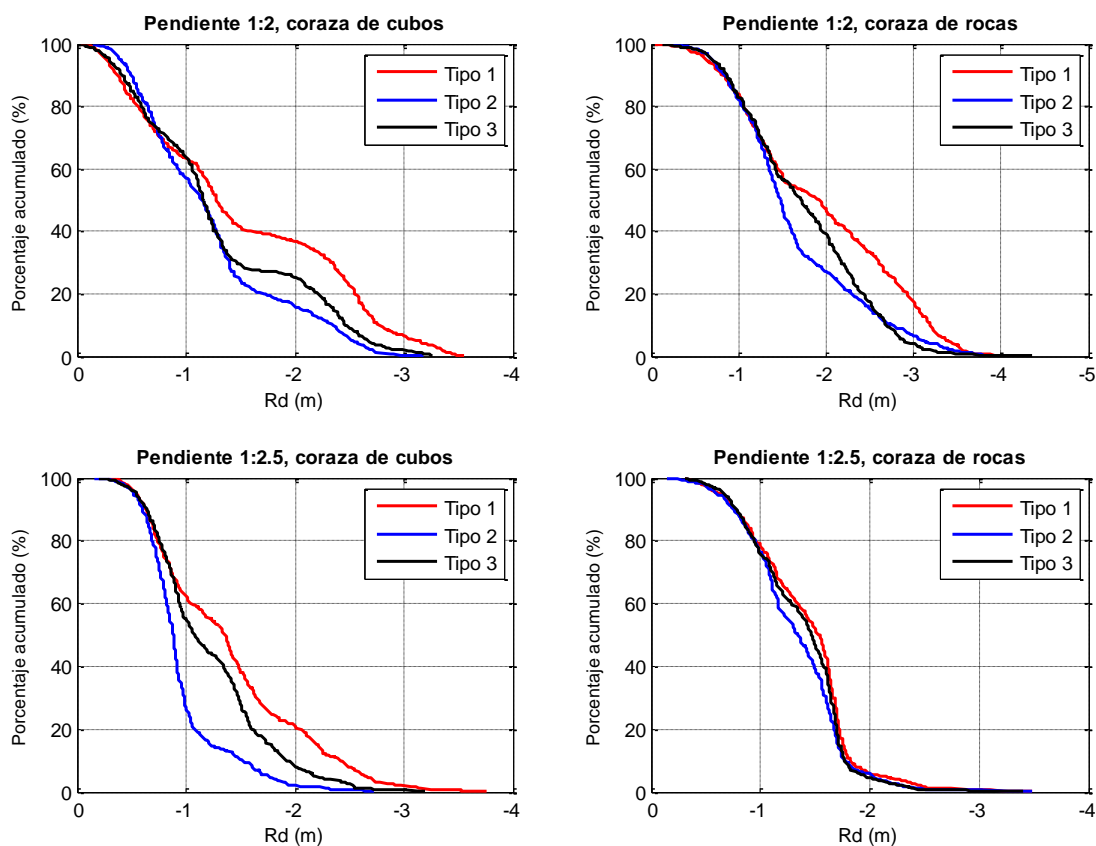 Pendiente 1:2, coraza de cubos
100
80
60
40
20
0
Porcentaje acumulado (%)
Tipo 1
Tipo 2
Tipo 3
0 -1 -2 -3 -4
Rd (m)
Pendiente 1:2, coraza de rocas
100
80
60
40
20
0
Porcentaje acumulado (%)
Tipo 1
Tipo 2
Tipo 3
0 -1 -2 -3 -4 -5
Rd (m)
Pendiente 1:2.5, coraza de cubos
100
80
60
40
20
0
Porcentaje acumulado (%)
Tipo 1
Tipo 2
Tipo 3
0 -1 -2 -3 -4
Rd (m)
Pendiente 1:2.5, coraza de rocas
100
80
60
40
20
0
Porcentaje acumulado (%)
Tipo 1
Tipo 2
Tipo 3
0 -1 -2 -3 -4
Rd (m)